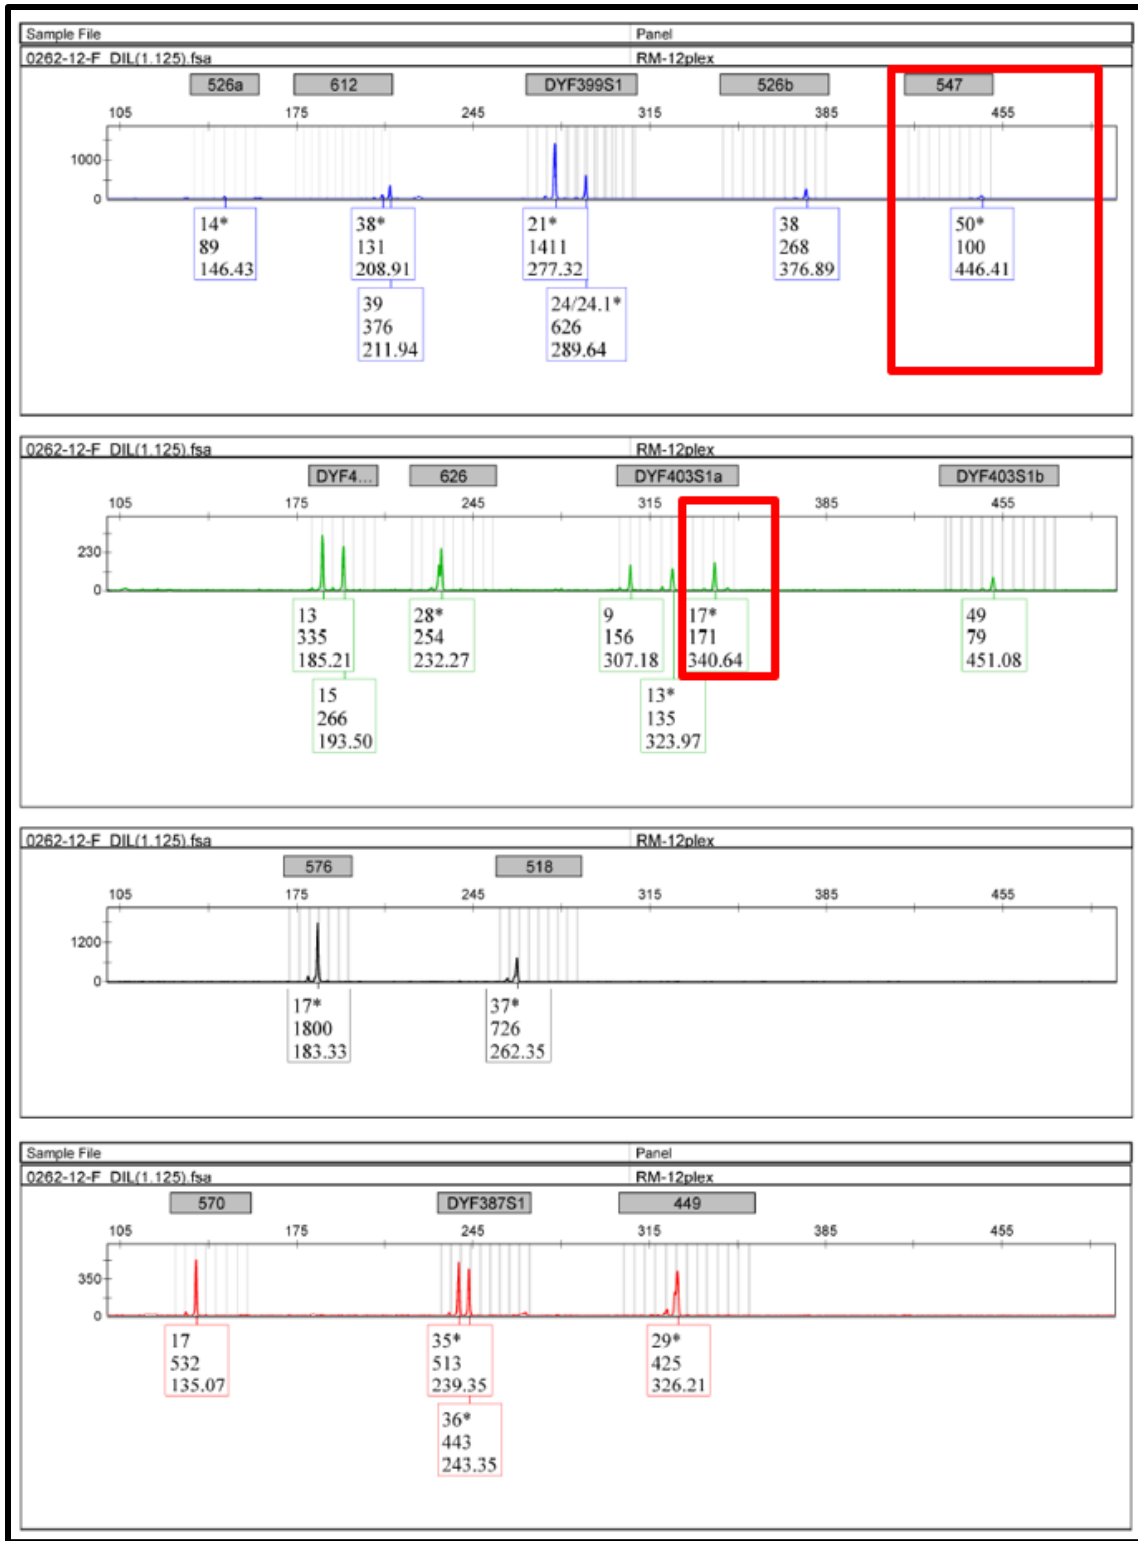 Sample File Panel
0262-12-F DIL(1.125).fsa RM-12plex
526a 612 DYF399S1 526b 547
105 175 245 315 385 455
1000
0
14* 38* 21* 38 50*
89 131 1411 268 100
146.43 208.91 277.32 376.89 446.41
39 24/24.1*
376 626
211.94 289.64
0262-12-F DIL(1.125).fsa RM-12plex
DYF4... 626 DYF403S1a DYF403S1b
105 175 245 315 385 455
230
0
13 28* 9 17* 49
335 254 156 171 79
185.21 232.27 307.18 340.64 451.08
15 13*
266 135
193.50 323.97
0262-12-F DIL(1.125).fsa RM-12plex
576 518
105 175 245 315 385 455
1200
0
17* 37*
1800 726
183.33 262.35
Sample File Panel
0262-12-F DIL(1.125).fsa RM-12plex
570 DYF387S1 449
105 175 245 315 385 455
350
0
17 35* 29*
532 513 425
135.07 239.35 326.21
36*
443
243.35